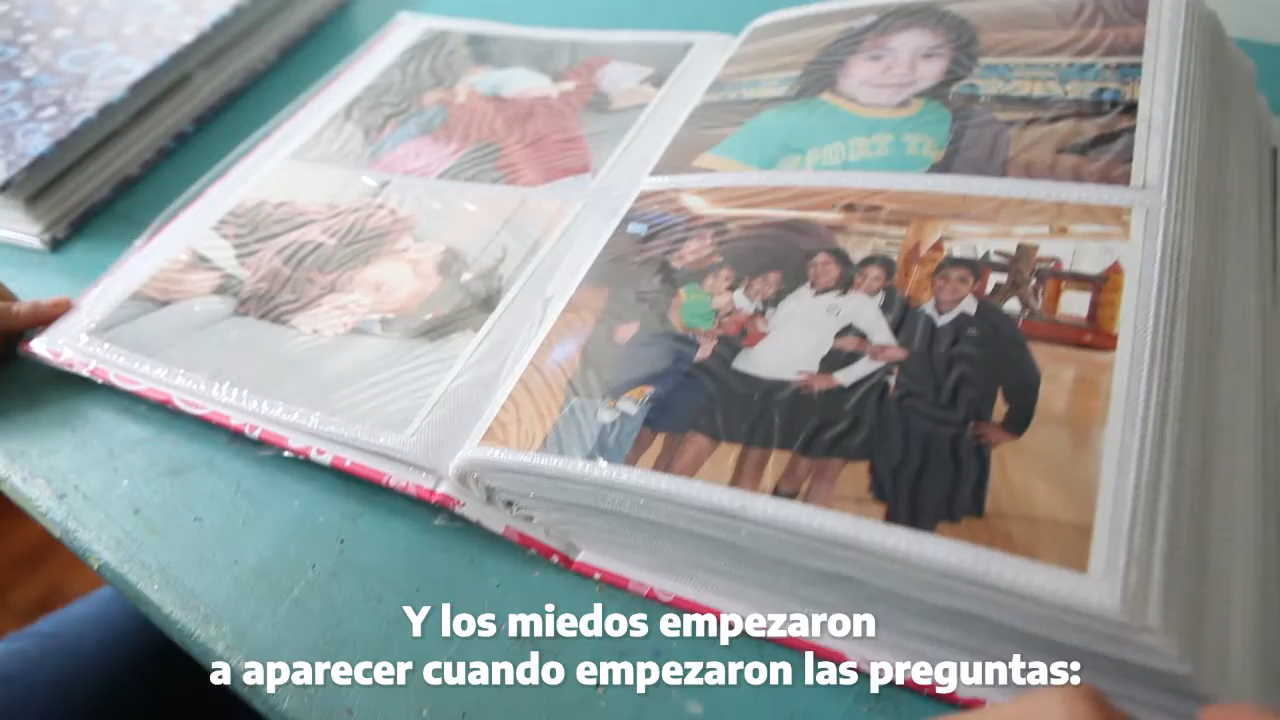 Y los miedos empezaron
a aparecer cuando empezaron las preguntas: